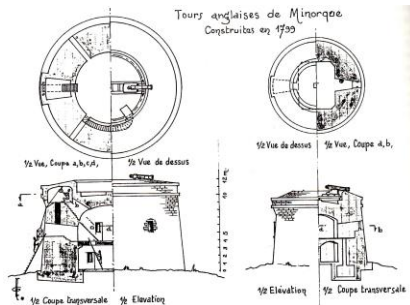 Tours anglaises de Minorque
Construites en 1799
1/2 Vue, Coupe a,b,c,d,
1/2 Vue de dessus
1/2 Vue de dessus
1/2 Vue, Coupe a,b,
1/2 Coupe transversale
1/2 Elevation
1/2 Elévation
1/2 Coupe transversale